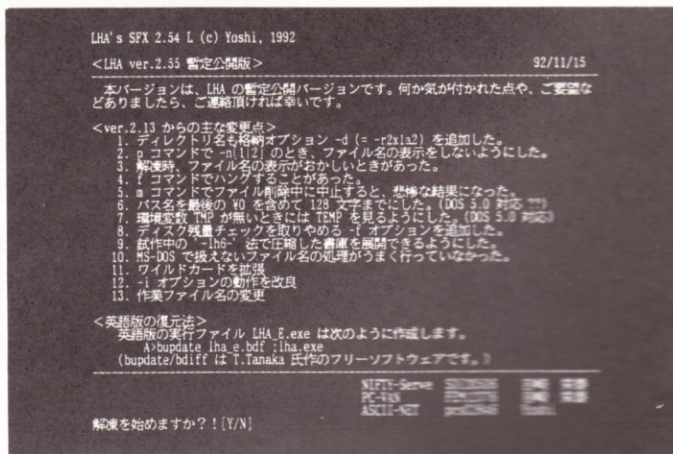 LHA's SFX 2.54 L (c) Yoshi, 1992
<LHA ver.2.55 暫定公開版> 92/11/15
本バージョンは、LHA の暫定公開バージョンです。何か気が付かれた点や、ご要望な
どありましたら、ご連絡頂ければ幸いです。
<ver.2.13 からの主な変更点>
1. ディレクトリ名も格納オプション -d (= -r2x1a2) を追加した。
2. p コマンドで -n[1|2] のとき、ファイル名の表示をしないようにした。
3. 解凍時、ファイル名の表示がおかしいときがあった。
4. f コマンドでハングすることがあった。
5. m コマンドでファイル削除中に中止すると、悲惨な結果になった。
6. パス名を最後の ¥0 を含めて 128 文字までにした。(DOS 5.0 対応 ??)
7. 環境変数 TMP が無いときには TEMP を見るようにした。(DOS 5.0 対応)
8. ディスク残量チェックを取りやめる -f オプションを追加した。
9. 試作中の '-lh6-' 法で圧縮した書庫を展開できるようにした。
10. MS-DOS で扱えないファイル名の処理がうまく行っていなかった。
11. ワイルドカードを拡張
12. -i オプションの動作を改良
13. 作業ファイル名の変更
<英語版の復元法>
英語版の実行ファイル LHA_E.exe は次のように作成します。
A>bupdate lha_e.bdf ;lha.exe
(bupdate/bdiff は T.Tanaka 氏作のフリーソフトウェアです。)
NIFTY-Serve
PC-VAN
ASCII-NET
解凍を始めますか?![Y/N]